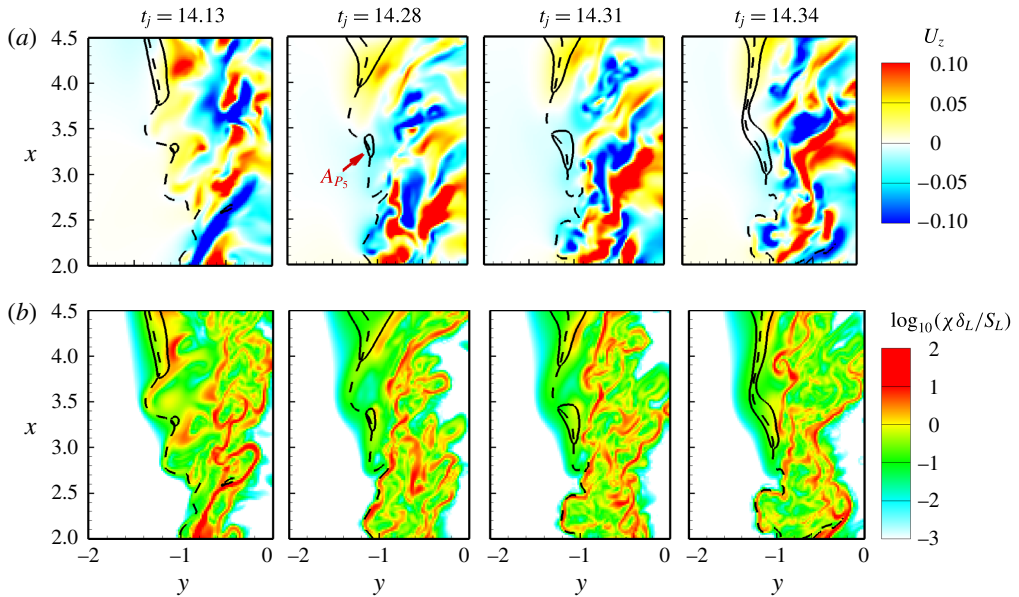 t_j = 14.13 t_j = 14.28 t_j = 14.31 t_j = 14.34
(a) 4.5 U_z
4.0 0.10
3.5 0.05
x 0
3.0 A_{P_5} −0.05
2.5 −0.10
2.0
(b) 4.5 log_{10}(χδ_L/S_L)
4.0 2
3.5 1
x 0
3.0 −1
2.5 −2
2.0 −3
−2 −1 0 −2 −1 0 −2 −1 0 −2 −1 0
y y y y